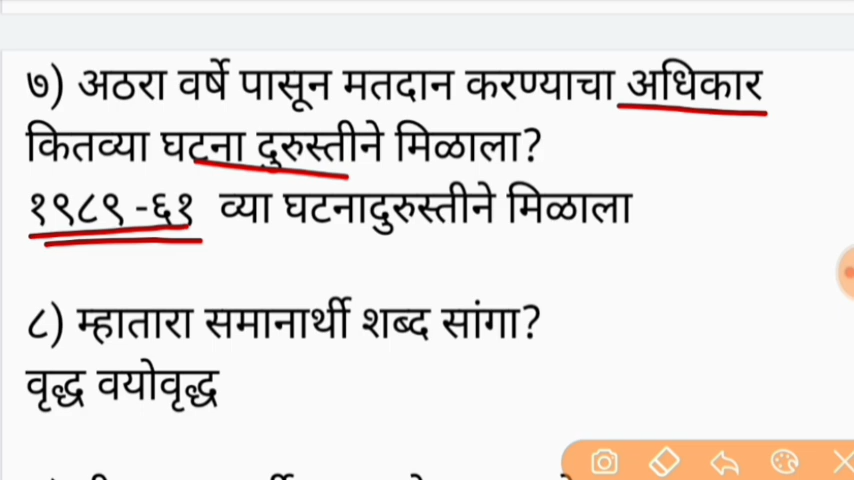 ७) अठरा वर्षे पासून मतदान करण्याचा अधिकार
कितव्या घटना दुरुस्तीने मिळाला?
१९८९ -६१ व्या घटनादुरुस्तीने मिळाला
८) म्हातारा समानार्थी शब्द सांगा?
वृद्ध वयोवृद्ध